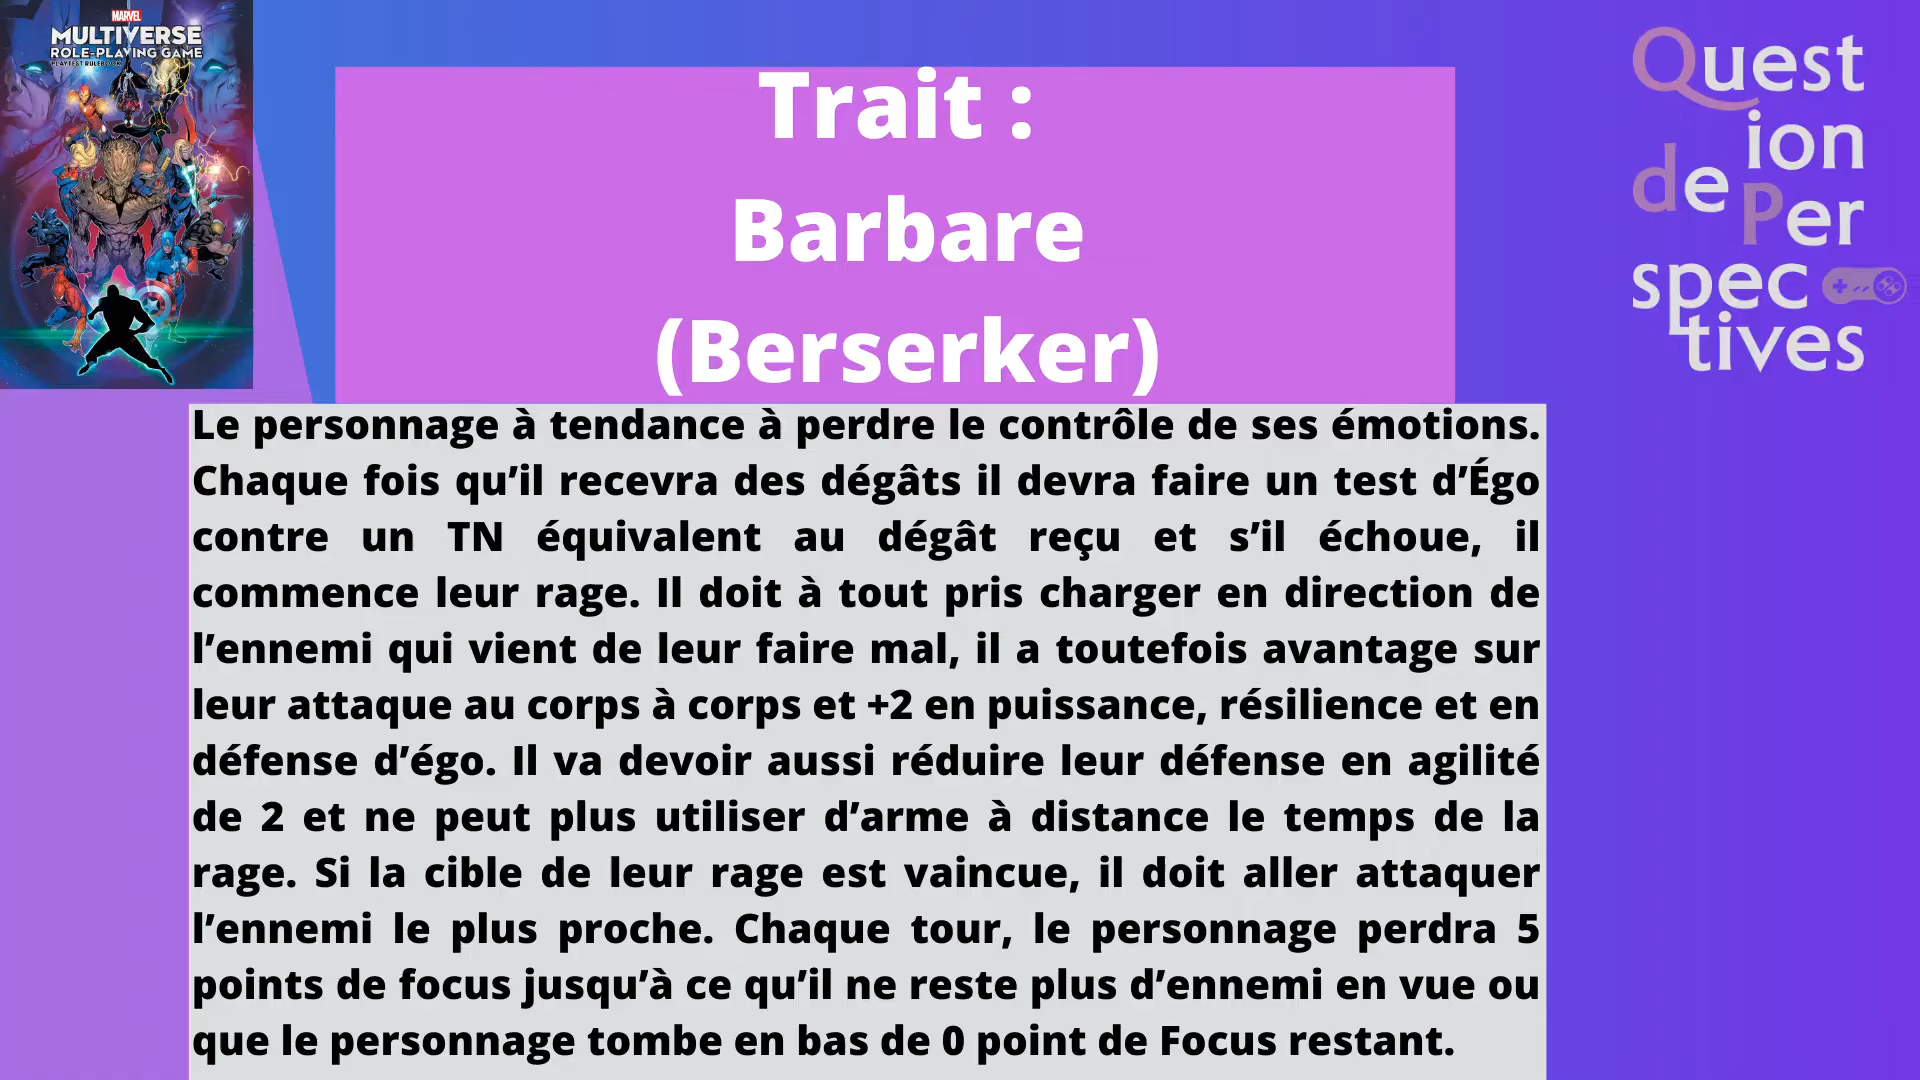 MARVEL
MULTIVERSE
ROLE-PLAYING GAME
PLAYTEST RULEBOOK
Trait :
Barbare
(Berserker)
Quest
ion
de Per
spec
tives
Le personnage à tendance à perdre le contrôle de ses émotions.
Chaque fois qu’il recevra des dégâts il devra faire un test d’Égo
contre un TN équivalent au dégât reçu et s’il échoue, il
commence leur rage. Il doit à tout pris charger en direction de
l’ennemi qui vient de leur faire mal, il a toutefois avantage sur
leur attaque au corps à corps et +2 en puissance, résilience et en
défense d’égo. Il va devoir aussi réduire leur défense en agilité
de 2 et ne peut plus utiliser d’arme à distance le temps de la
rage. Si la cible de leur rage est vaincue, il doit aller attaquer
l’ennemi le plus proche. Chaque tour, le personnage perdra 5
points de focus jusqu’à ce qu’il ne reste plus d’ennemi en vue ou
que le personnage tombe en bas de 0 point de Focus restant.